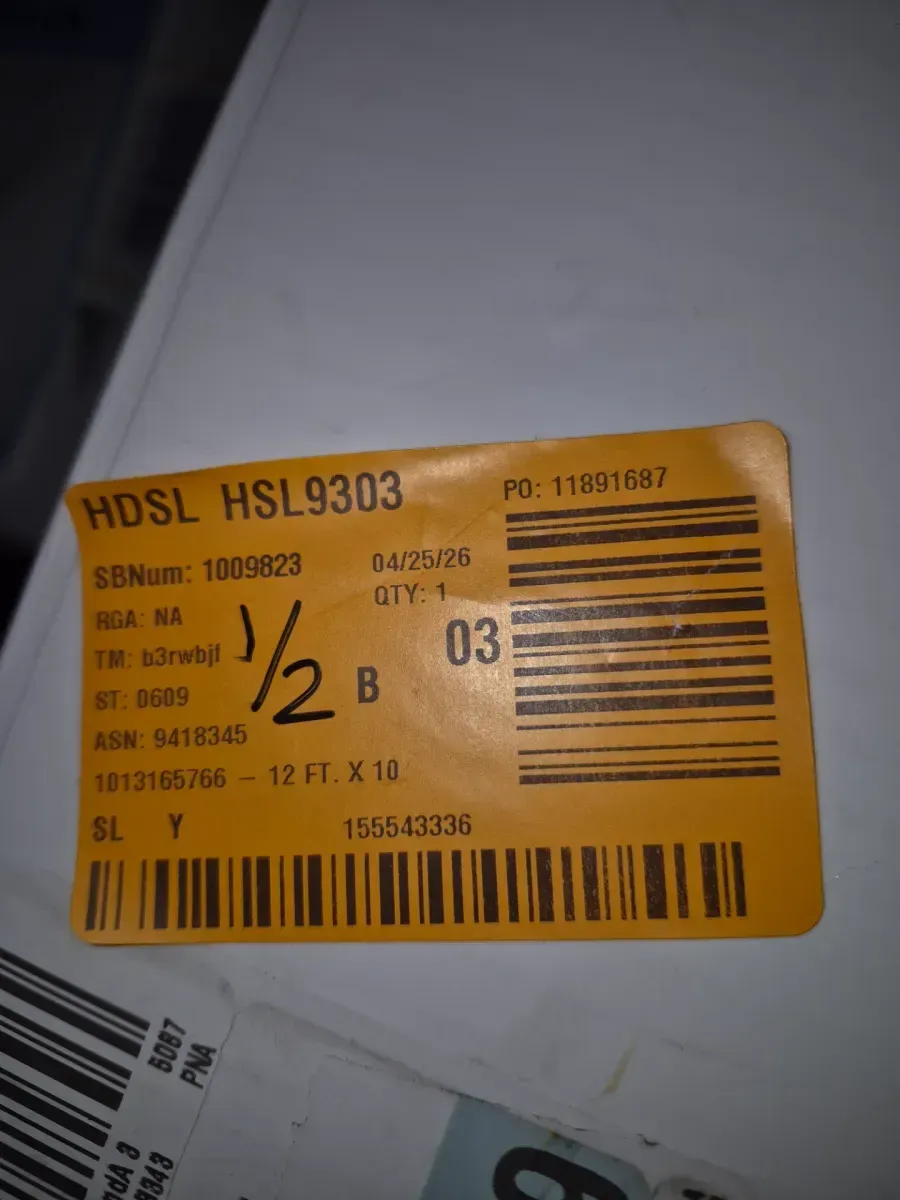 HDSL HSL9303
PO: 11891687
SBNum: 1009823
04/25/26
RGA: NA
QTY: 1
TM: b3rwbjf
1/2
03
ST: 0609
B
ASN: 9418345
1013165766 – 12 FT. X 10
SL Y
155543336
5087
PNA